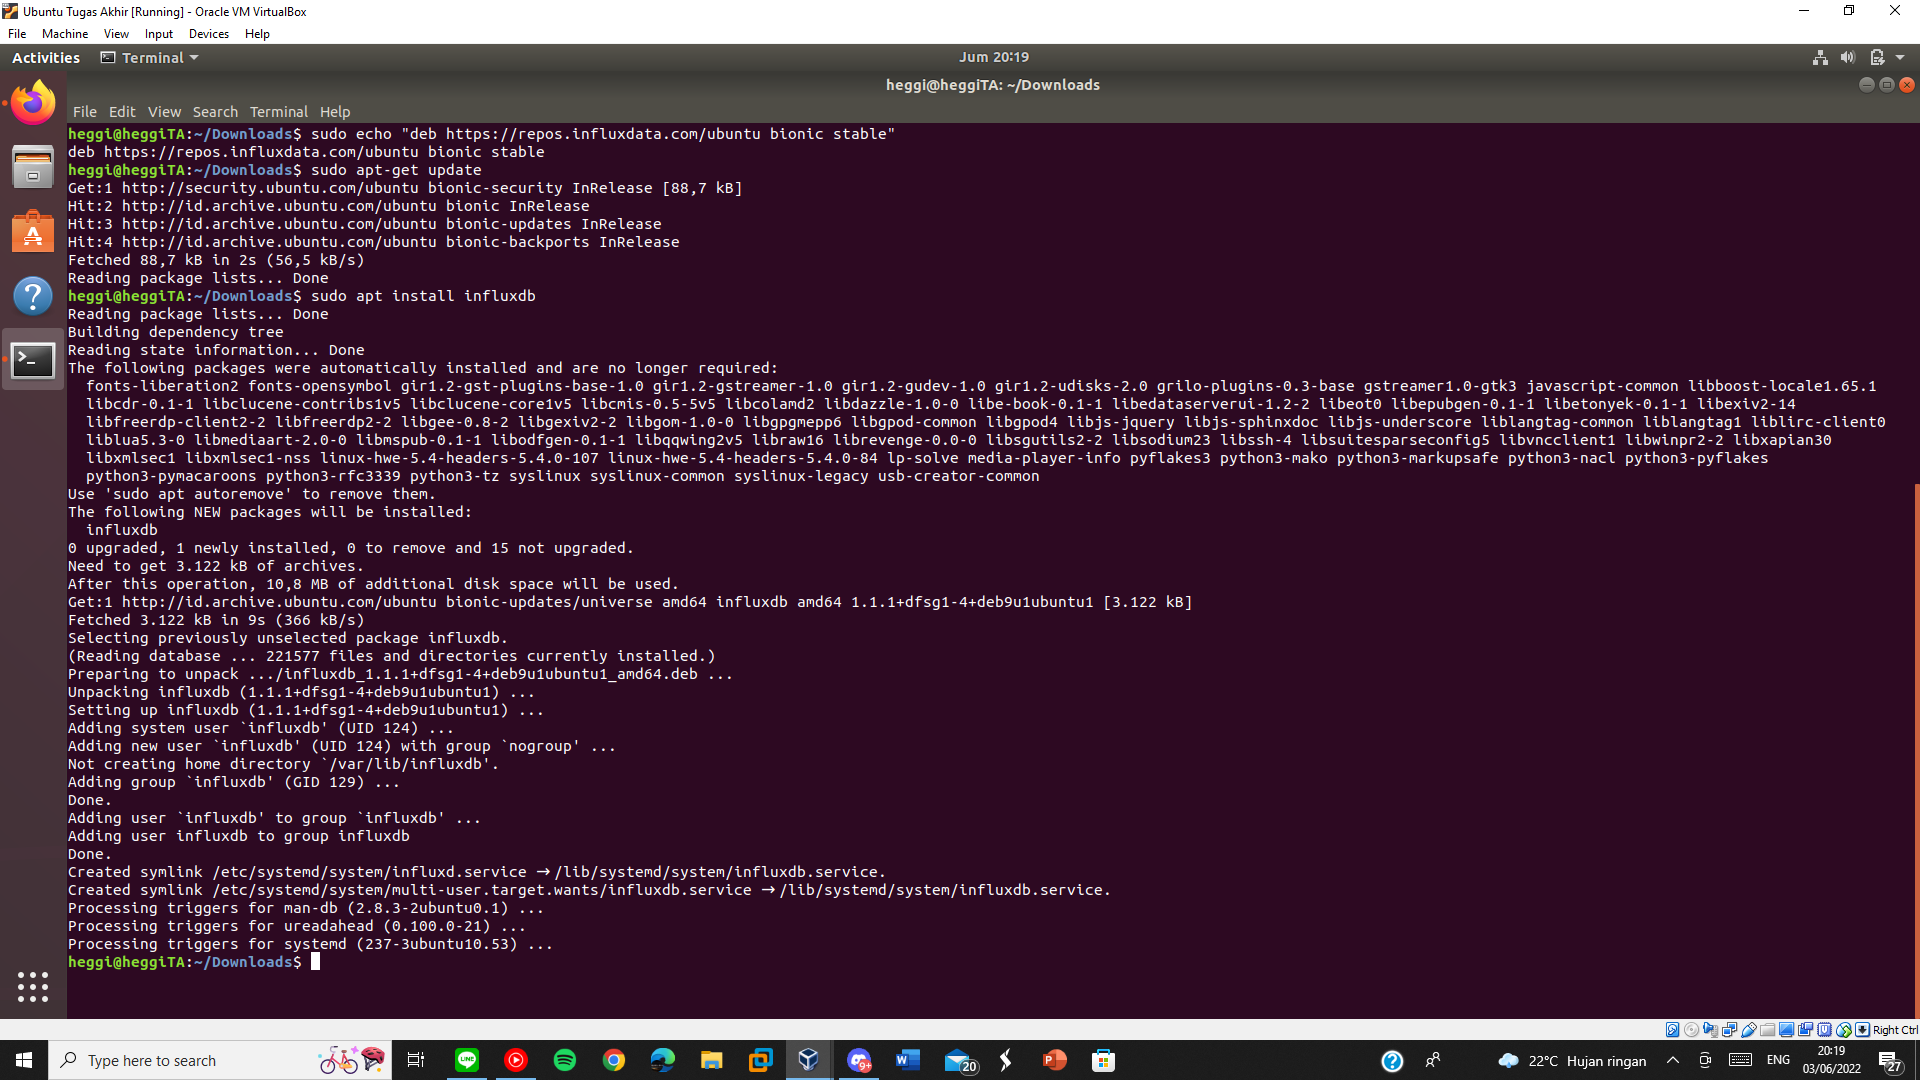 Ubuntu Tugas Akhir [Running] - Oracle VM VirtualBox
File Machine View Input Devices Help
Activities Terminal Jum 20:19
heggi@heggiTA: ~/Downloads
File Edit View Search Terminal Help
heggi@heggiTA:~/Downloads$ sudo echo "deb https://repos.influxdata.com/ubuntu bionic stable"
deb https://repos.influxdata.com/ubuntu bionic stable
heggi@heggiTA:~/Downloads$ sudo apt-get update
Get:1 http://security.ubuntu.com/ubuntu bionic-security InRelease [88,7 kB]
Hit:2 http://id.archive.ubuntu.com/ubuntu bionic InRelease
Hit:3 http://id.archive.ubuntu.com/ubuntu bionic-updates InRelease
Hit:4 http://id.archive.ubuntu.com/ubuntu bionic-backports InRelease
Fetched 88,7 kB in 2s (56,5 kB/s)
Reading package lists... Done
heggi@heggiTA:~/Downloads$ sudo apt install influxdb
Reading package lists... Done
Building dependency tree
Reading state information... Done
The following packages were automatically installed and are no longer required:
fonts-liberation2 fonts-opensymbol gir1.2-gst-plugins-base-1.0 gir1.2-gstreamer-1.0 gir1.2-gudev-1.0 gir1.2-udisks-2.0 grilo-plugins-0.3-base gstreamer1.0-gtk3 javascript-common libboost-locale1.65.1
libcdr-0.1-1 libclucene-contribs1v5 libclucene-core1v5 libcmis-0.5-5v5 libcolamd2 libdazzle-1.0-0 libe-book-0.1-1 libedataserverui-1.2-2 libeot0 libepubgen-0.1-1 libetonyek-0.1-1 libexiv2-14
libfreerdp-client2-2 libfreerdp2-2 libgee-0.8-2 libgexiv2-2 libgom-1.0-0 libgpgmepp6 libgpod-common libgpod4 libjs-jquery libjs-sphinxdoc libjs-underscore liblangtag-common liblangtag1 liblirc-client0
liblua5.3-0 libmediaart-2.0-0 libmspub-0.1-1 libodfgen-0.1-1 libqqwing2v5 libraw16 librevenge-0.0-0 libsgutils2-2 libsodium23 libssh-4 libsuitesparseconfig5 libvncclient1 libwinpr2-2 libxapian30
libxmlsec1 libxmlsec1-nss linux-hwe-5.4-headers-5.4.0-107 linux-hwe-5.4-headers-5.4.0-84 lp-solve media-player-info pyflakes3 python3-mako python3-markupsafe python3-nacl python3-pyflakes
python3-pymacaroons python3-rfc3339 python3-tz syslinux syslinux-common syslinux-legacy usb-creator-common
Use 'sudo apt autoremove' to remove them.
The following NEW packages will be installed:
influxdb
0 upgraded, 1 newly installed, 0 to remove and 15 not upgraded.
Need to get 3.122 kB of archives.
After this operation, 10,8 MB of additional disk space will be used.
Get:1 http://id.archive.ubuntu.com/ubuntu bionic-updates/universe amd64 influxdb amd64 1.1.1+dfsg1-4+deb9u1ubuntu1 [3.122 kB]
Fetched 3.122 kB in 9s (366 kB/s)
Selecting previously unselected package influxdb.
(Reading database ... 221577 files and directories currently installed.)
Preparing to unpack .../influxdb_1.1.1+dfsg1-4+deb9u1ubuntu1_amd64.deb ...
Unpacking influxdb (1.1.1+dfsg1-4+deb9u1ubuntu1) ...
Setting up influxdb (1.1.1+dfsg1-4+deb9u1ubuntu1) ...
Adding system user `influxdb' (UID 124) ...
Adding new user `influxdb' (UID 124) with group `nogroup' ...
Not creating home directory `/var/lib/influxdb'.
Adding group `influxdb' (GID 129) ...
Done.
Adding user `influxdb' to group `influxdb' ...
Adding user influxdb to group influxdb
Done.
Created symlink /etc/systemd/system/influxd.service → /lib/systemd/system/influxdb.service.
Created symlink /etc/systemd/system/multi-user.target.wants/influxdb.service → /lib/systemd/system/influxdb.service.
Processing triggers for man-db (2.8.3-2ubuntu0.1) ...
Processing triggers for ureadahead (0.100.0-21) ...
Processing triggers for systemd (237-3ubuntu10.53) ...
heggi@heggiTA:~/Downloads$
Right Ctrl
Type here to search
LINE
9+
20
22°C Hujan ringan
ENG
20:19
03/06/2022
27